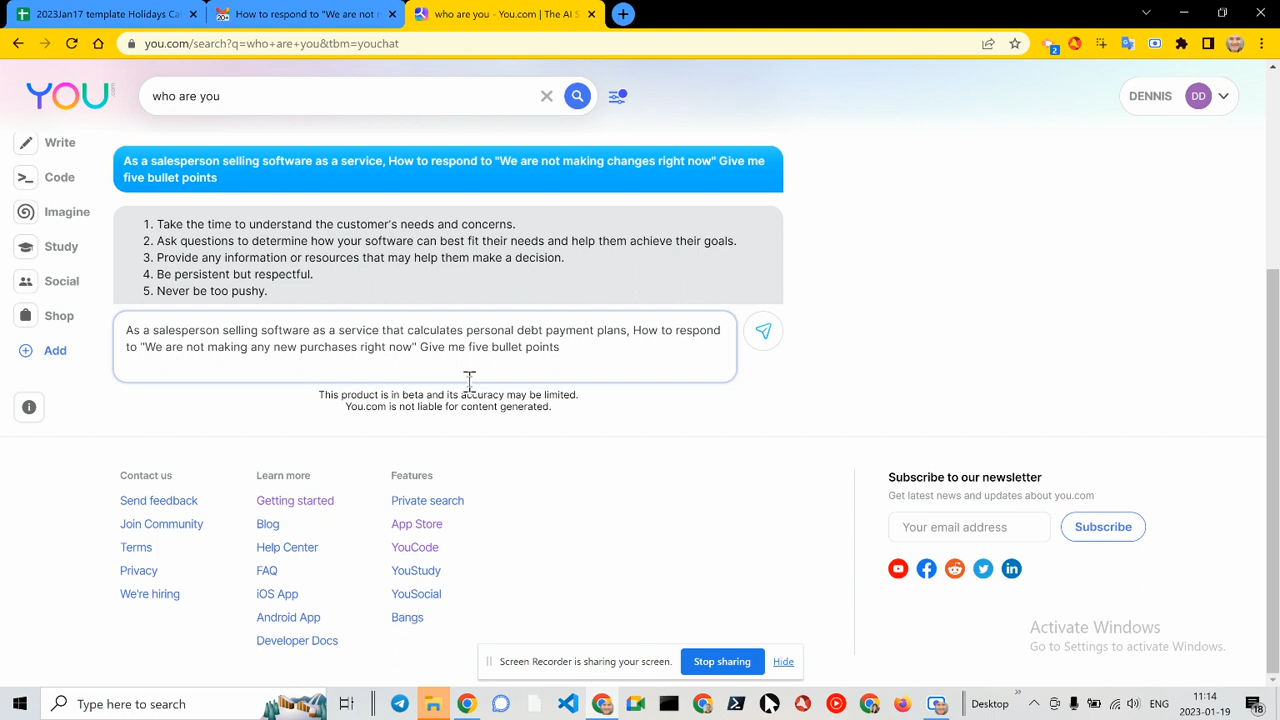 2023Jan17 template Holidays Ca
How to respond to "We are not r
who are you - You.com | The AI S
you.com/search?q=who+are+you&tbm=youchat
2
YOU
.com
who are you
DENNIS
DD
Write
Code
Imagine
Study
Social
Shop
Add
As a salesperson selling software as a service, How to respond to "We are not making changes right now" Give me
five bullet points
1. Take the time to understand the customer's needs and concerns.
2. Ask questions to determine how your software can best fit their needs and help them achieve their goals.
3. Provide any information or resources that may help them make a decision.
4. Be persistent but respectful.
5. Never be too pushy.
As a salesperson selling software as a service that calculates personal debt payment plans, How to respond
to "We are not making any new purchases right now" Give me five bullet points
This product is in beta and its accuracy may be limited.
You.com is not liable for content generated.
Contact us
Send feedback
Join Community
Terms
Privacy
We're hiring
Learn more
Getting started
Blog
Help Center
FAQ
iOS App
Android App
Developer Docs
Features
Private search
App Store
YouCode
YouStudy
YouSocial
Bangs
Subscribe to our newsletter
Get latest news and updates about you.com
Your email address
Subscribe
Activate Windows
Go to Settings to activate Windows.
Screen Recorder is sharing your screen.
Stop sharing
Hide
Type here to search
Desktop
ENG
11:14
2023-01-19
18